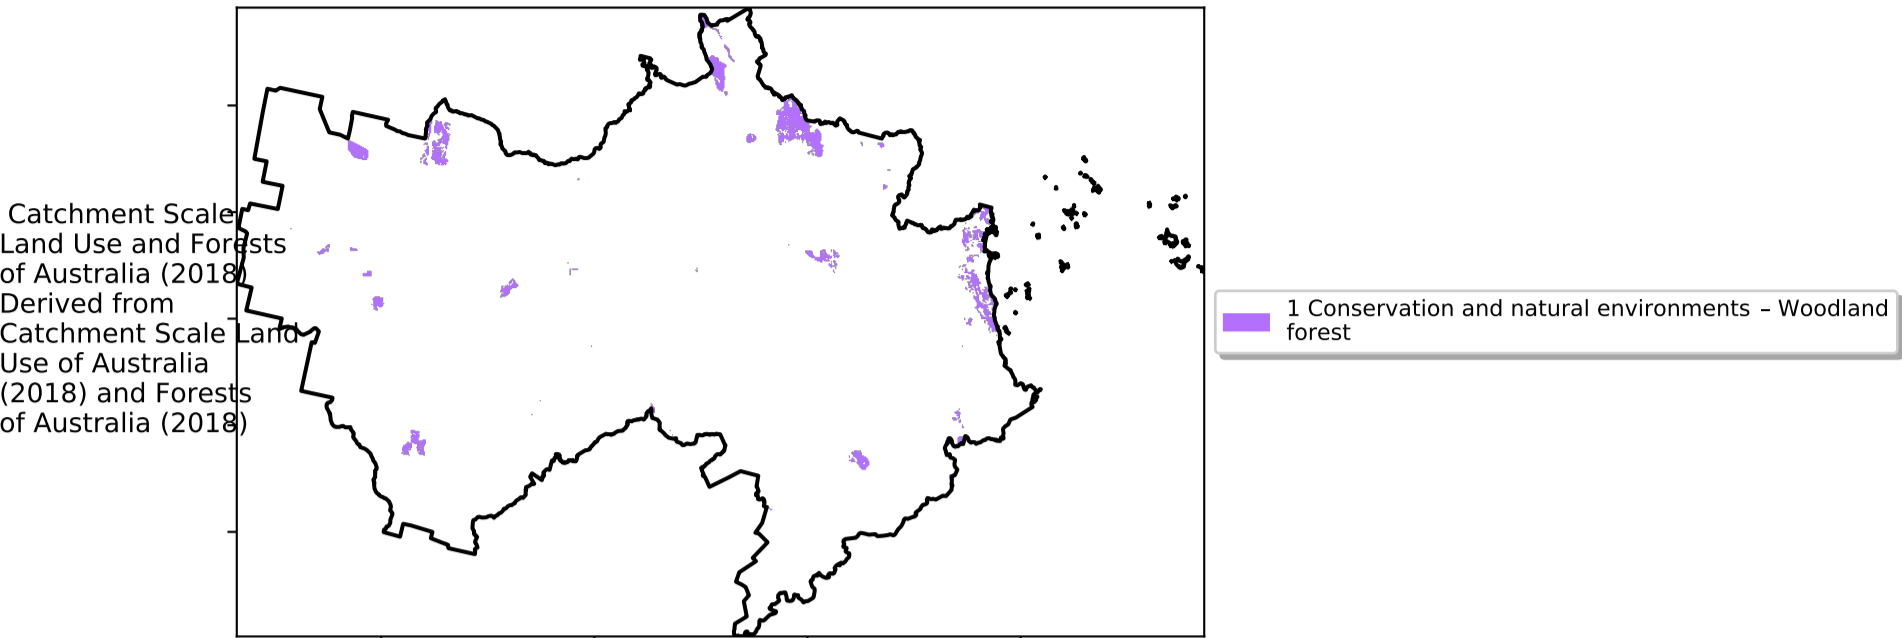 Catchment Scale
Land Use and Forests
of Australia (2018)
Derived from
Catchment Scale Land
Use of Australia
(2018) and Forests
of Australia (2018)
1 Conservation and natural environments – Woodland
forest